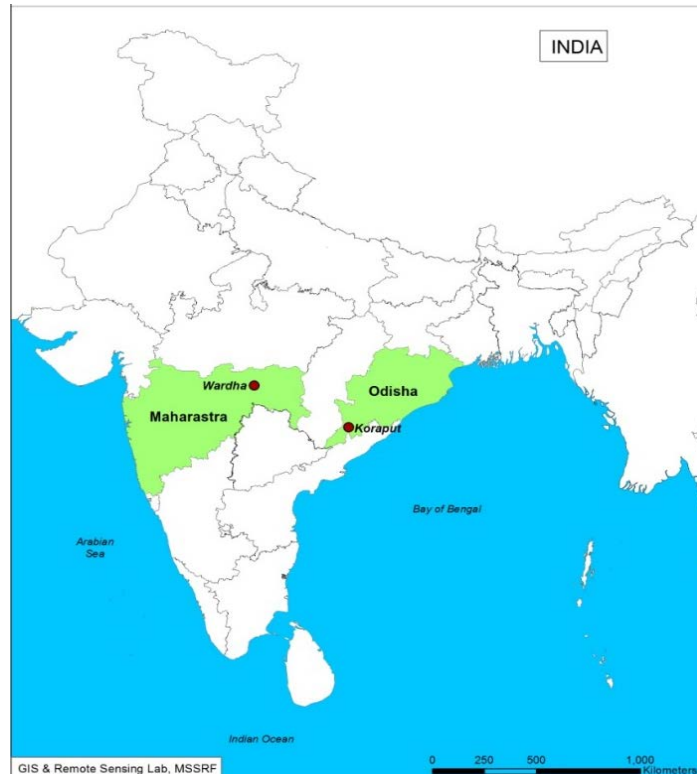 INDIA
Wardha
Maharastra
Odisha
Koraput
Bay of Bengal
Arabian
Sea
Indian Ocean
GIS & Remote Sensing Lab, MSSRF
0 250 500 1,000
Kilometers